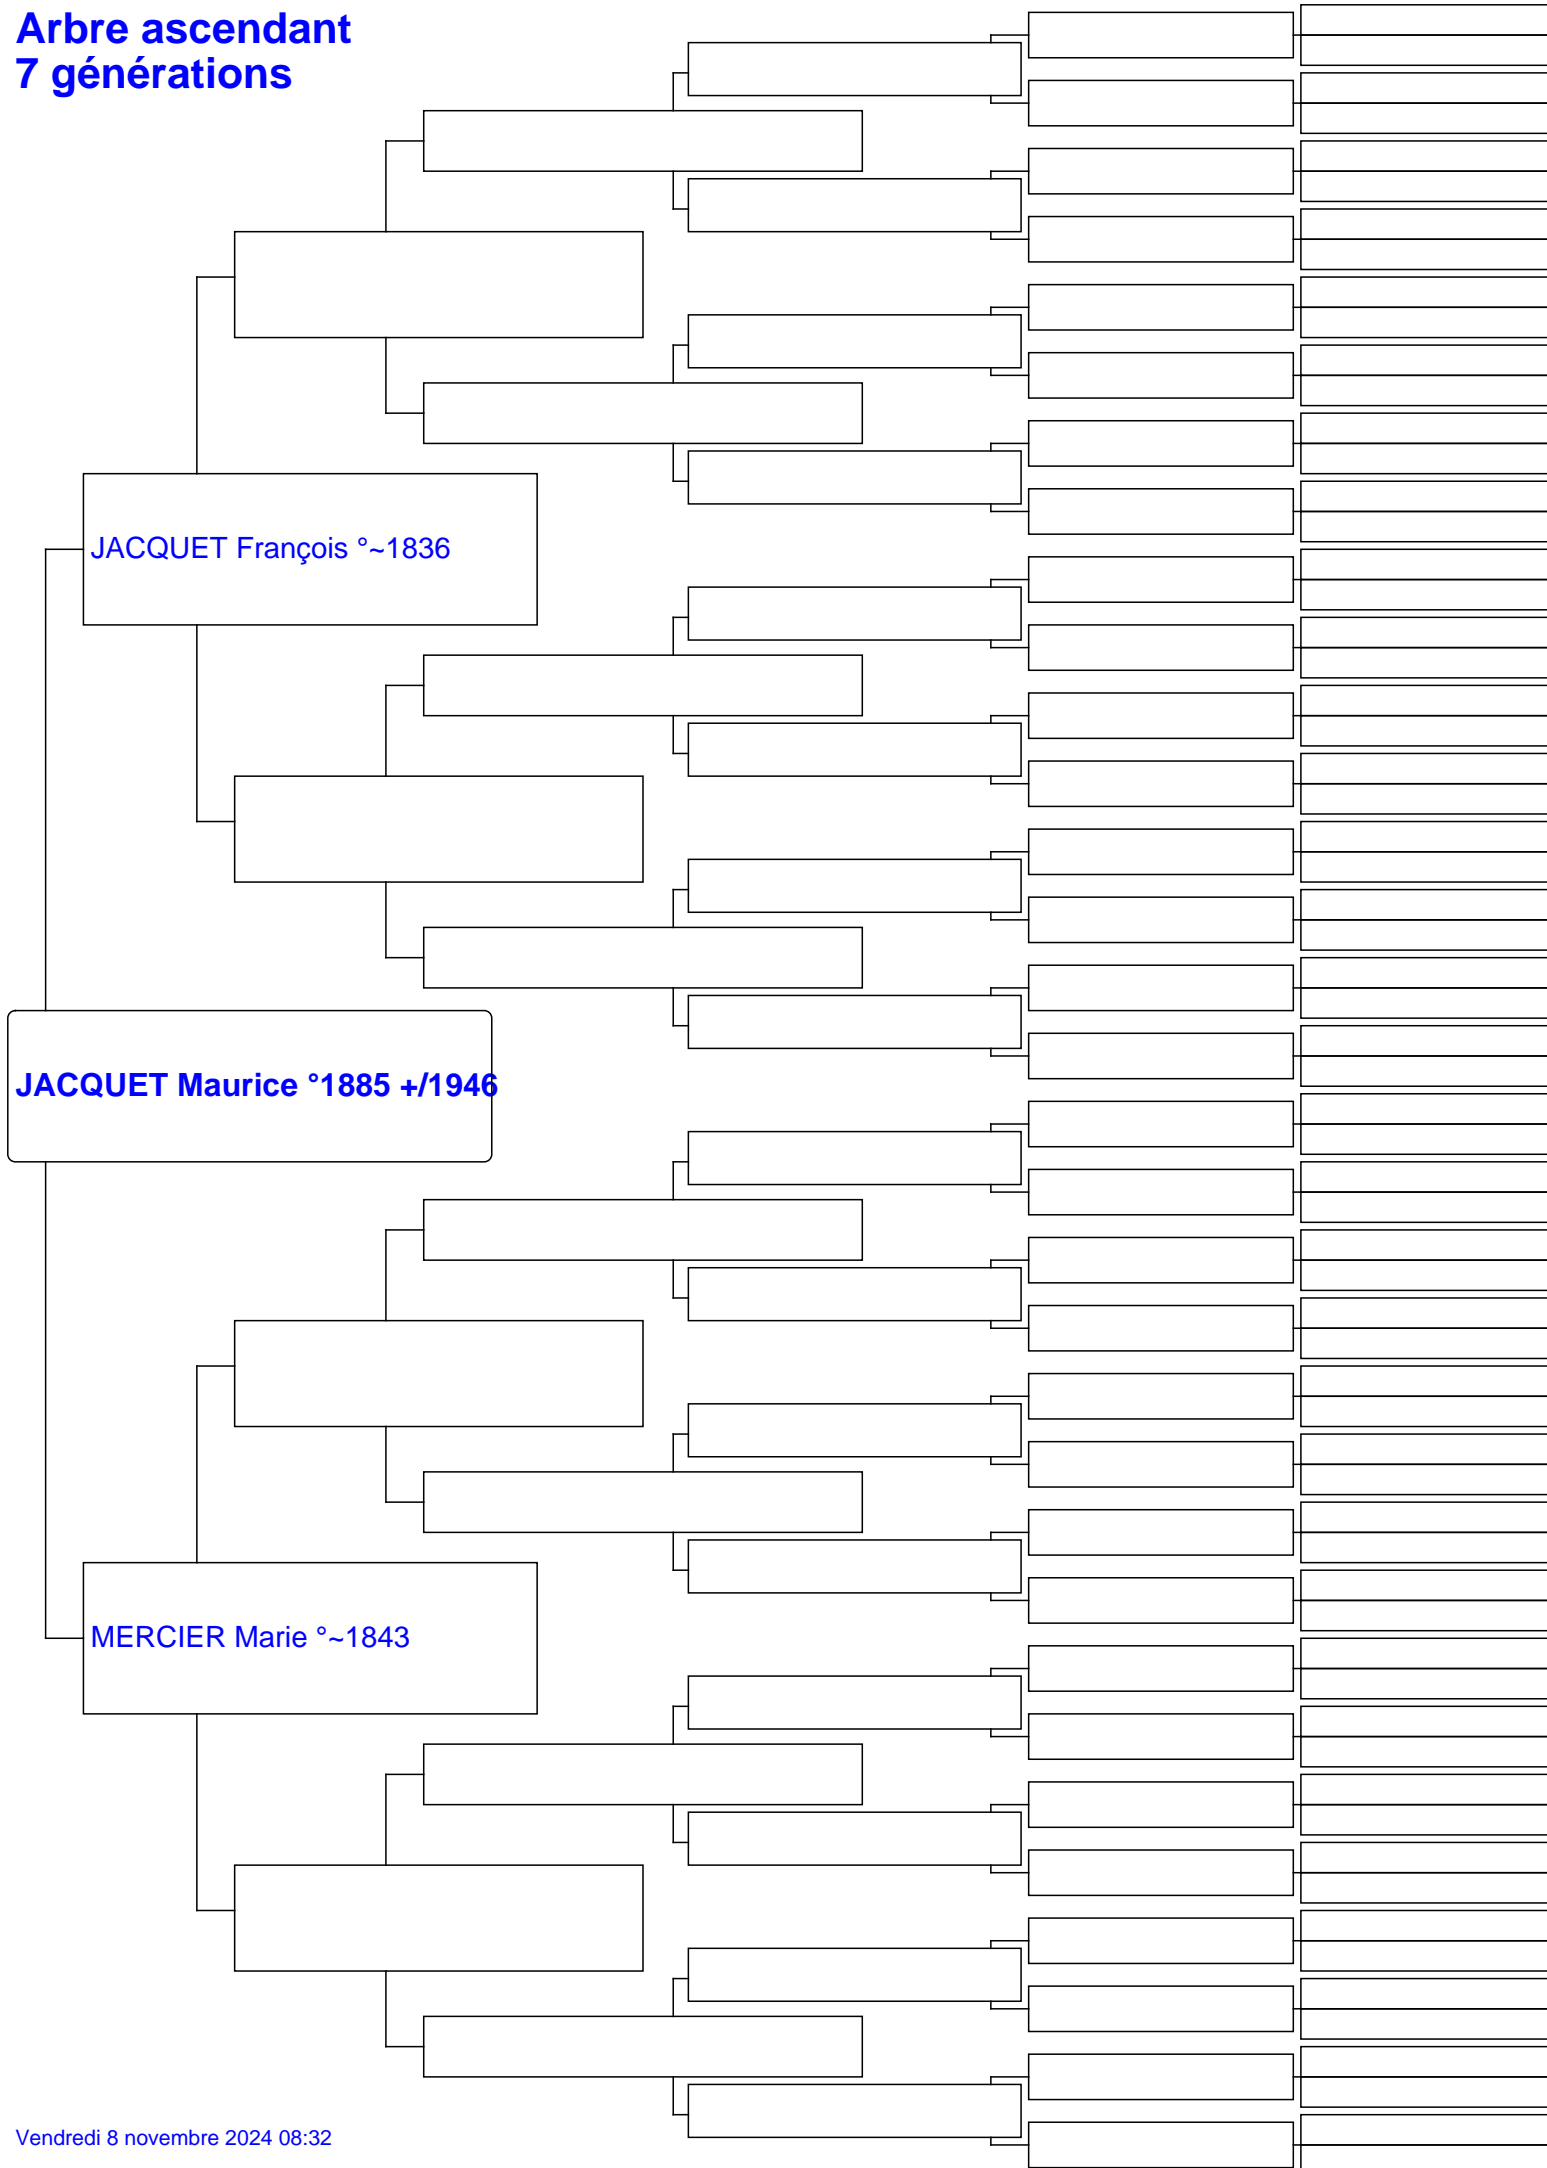 Arbre ascendant
7 générations
JACQUET François °~1836
JACQUET Maurice °1885 +/1946
MERCIER Marie °~1843
Vendredi 8 novembre 2024 08:32